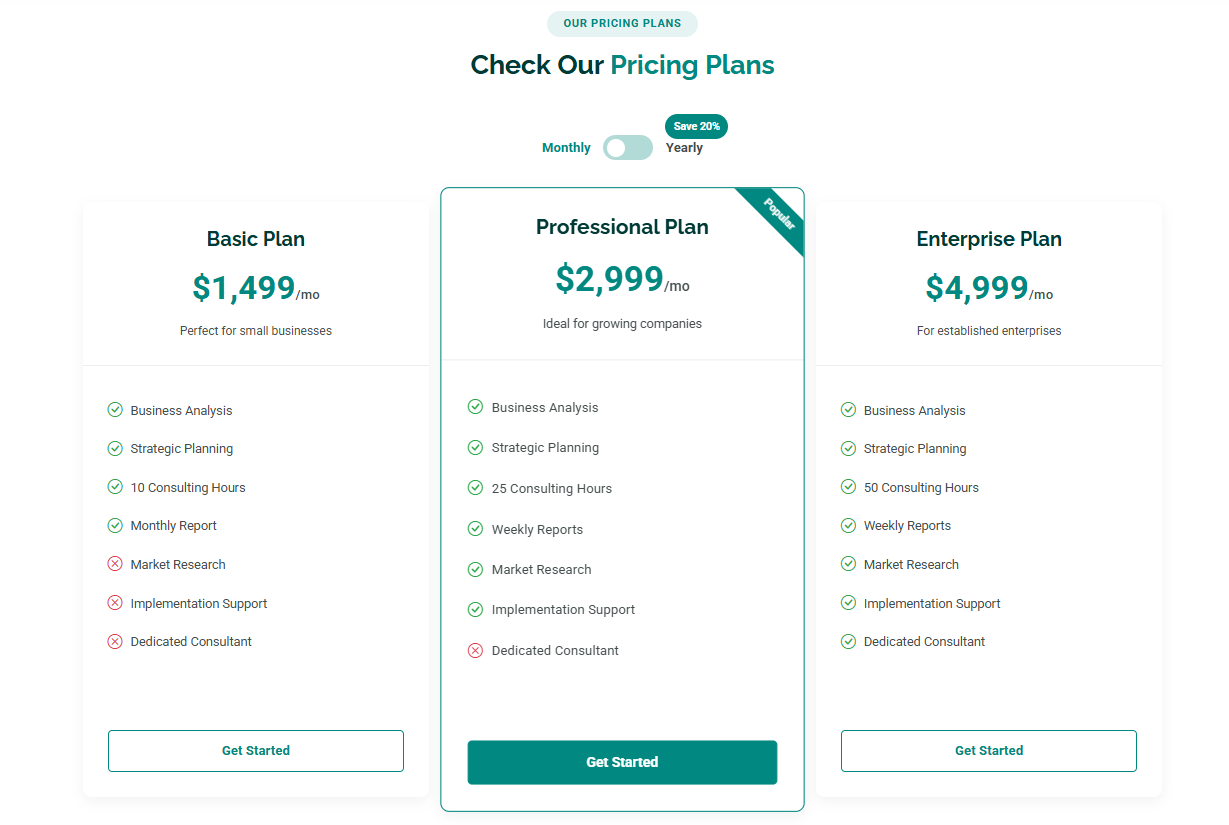 OUR PRICING PLANS
Check Our Pricing Plans
Save 20%
Monthly
Yearly
Basic Plan
$1,499/mo
Perfect for small businesses
Business Analysis
Strategic Planning
10 Consulting Hours
Monthly Report
Market Research
Implementation Support
Dedicated Consultant
Get Started
Popular
Professional Plan
$2,999/mo
Ideal for growing companies
Business Analysis
Strategic Planning
25 Consulting Hours
Weekly Reports
Market Research
Implementation Support
Dedicated Consultant
Get Started
Enterprise Plan
$4,999/mo
For established enterprises
Business Analysis
Strategic Planning
50 Consulting Hours
Weekly Reports
Market Research
Implementation Support
Dedicated Consultant
Get Started